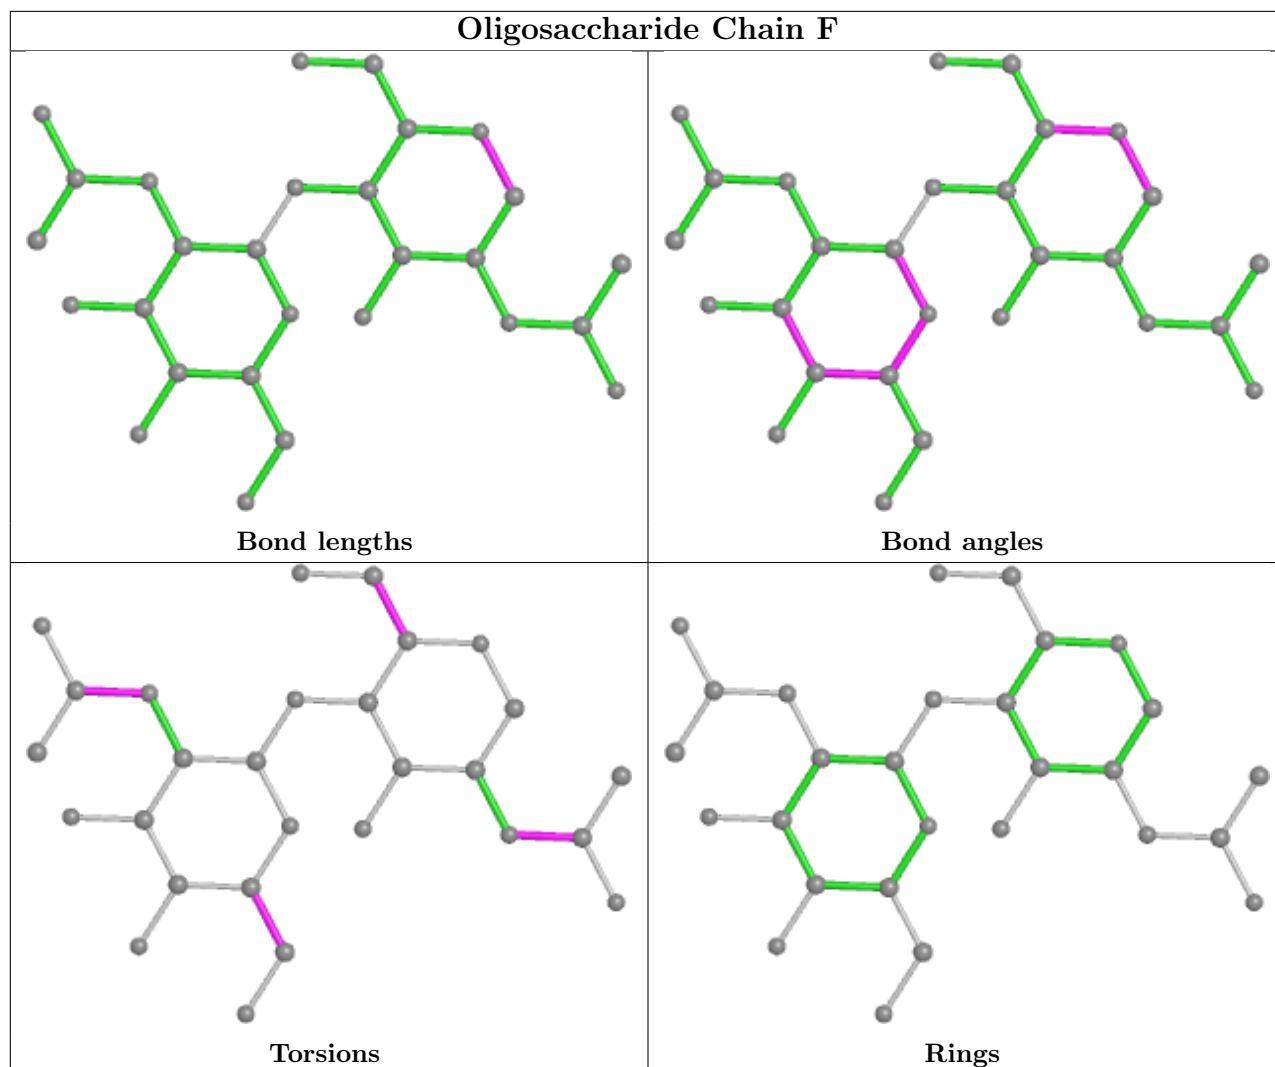 Oligosaccharide Chain F
Bond lengths
Bond angles
Torsions
Rings